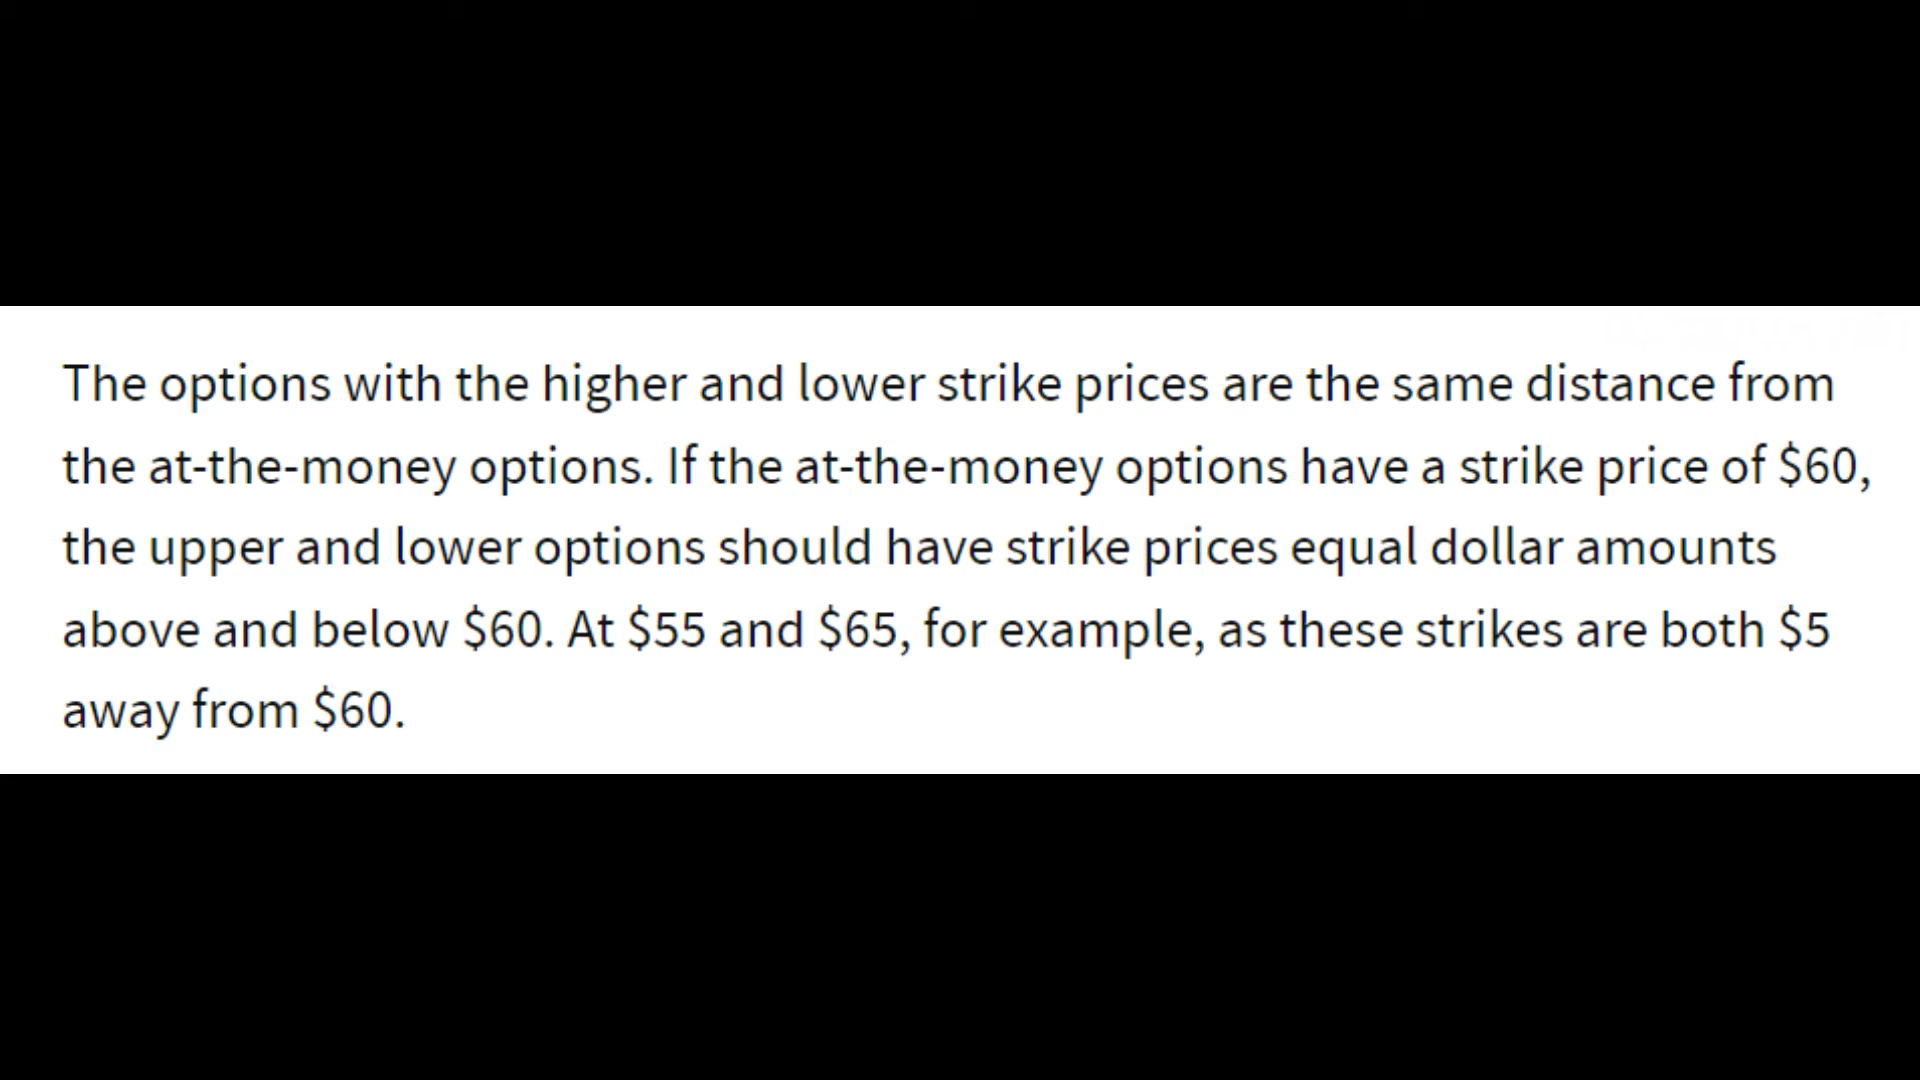 The options with the higher and lower strike prices are the same distance from
the at-the-money options. If the at-the-money options have a strike price of $60,
the upper and lower options should have strike prices equal dollar amounts
above and below $60. At $55 and $65, for example, as these strikes are both $5
away from $60.